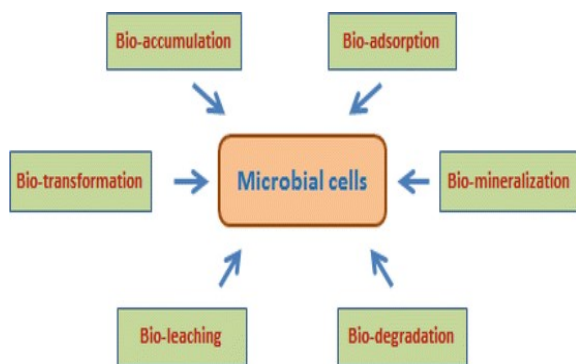 Bio-accumulation
Bio-adsorption
Bio-transformation
Microbial cells
Bio-mineralization
Bio-leaching
Bio-degradation